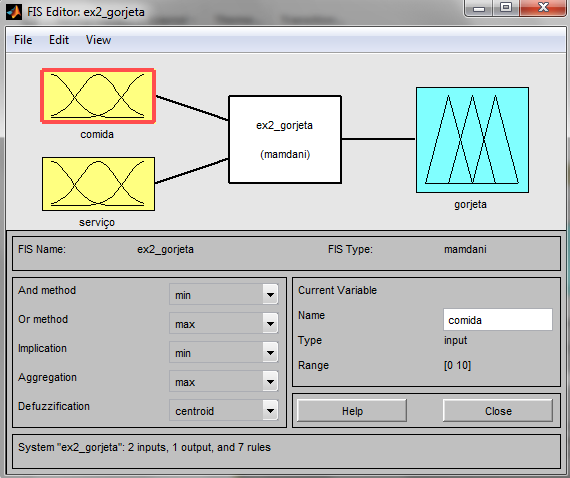 FIS Editor: ex2_gorjeta
File Edit View
comida
serviço
ex2_gorjeta
(mamdani)
gorjeta
FIS Name: ex2_gorjeta FIS Type: mamdani
And method min
Or method max
Implication min
Aggregation max
Defuzzification centroid
Current Variable
Name comida
Type input
Range [0 10]
Help Close
System "ex2_gorjeta": 2 inputs, 1 output, and 7 rules